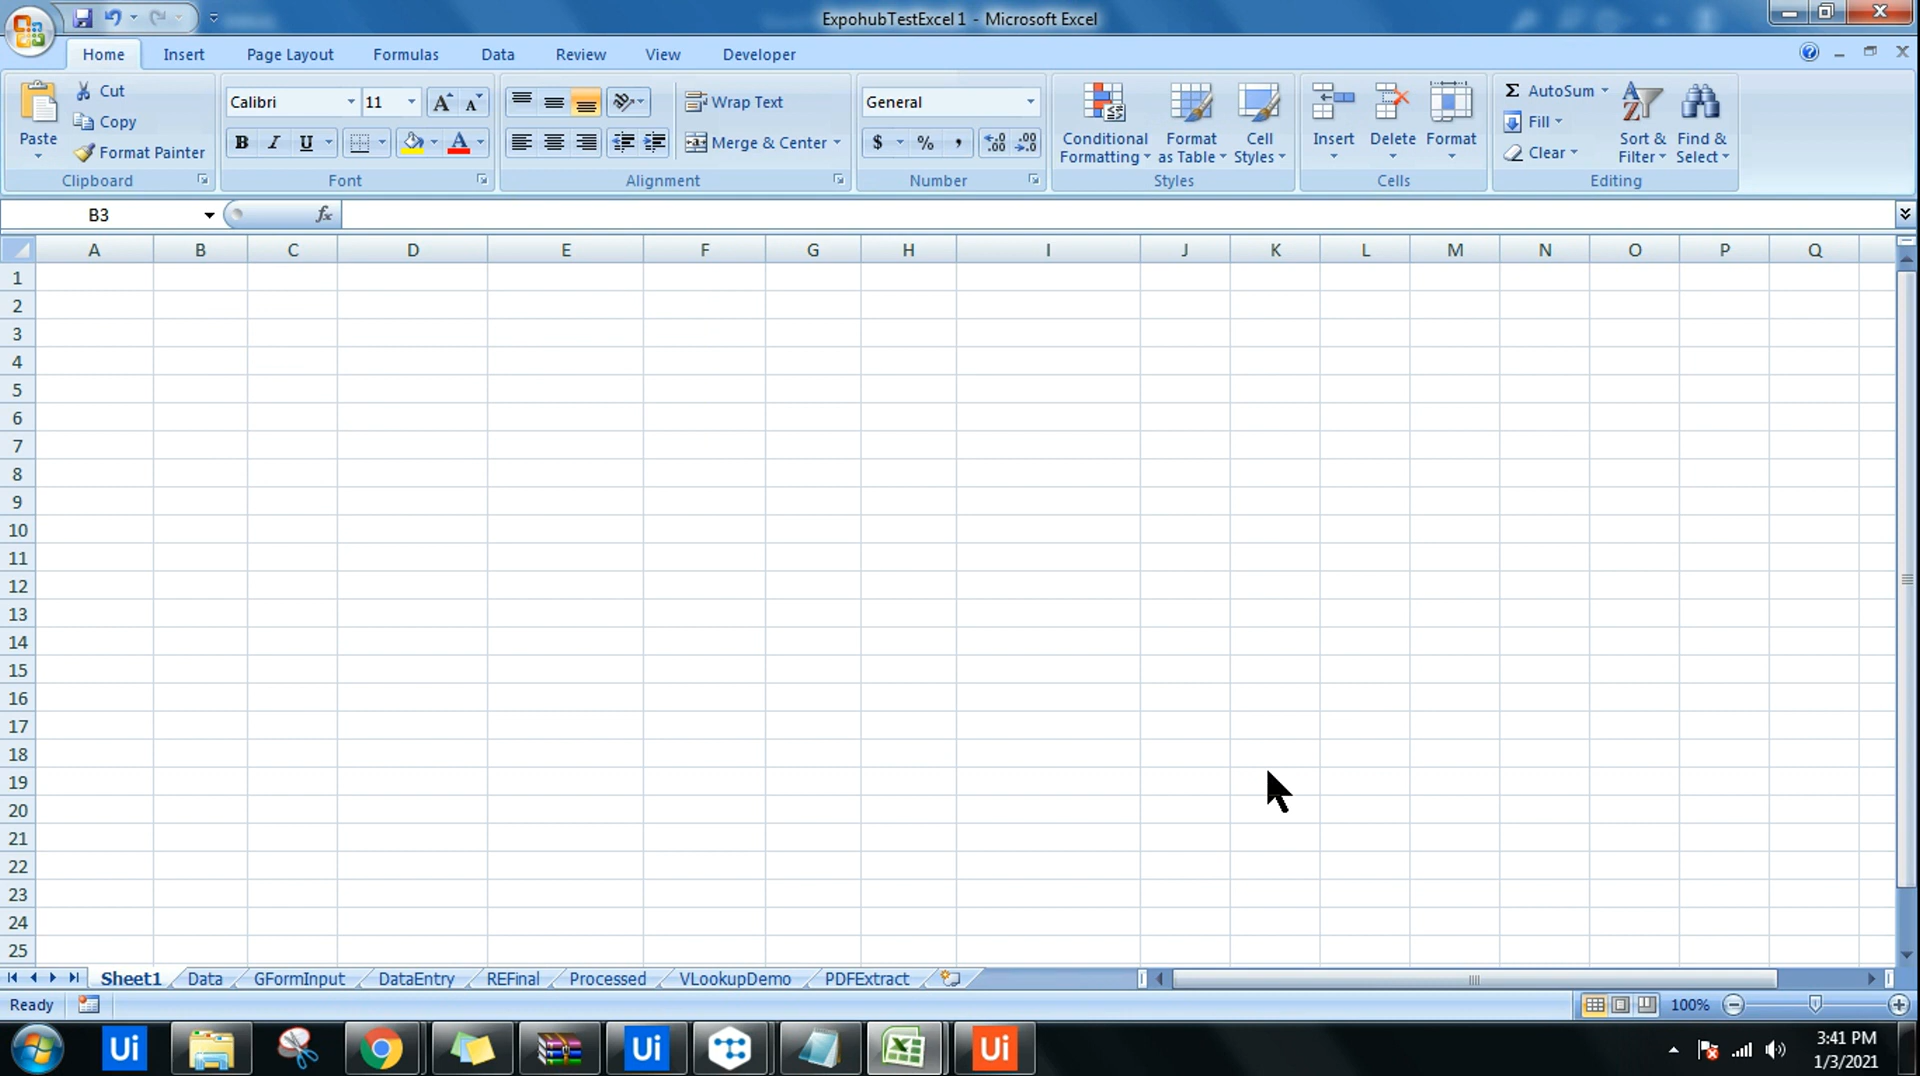 ExpohubTestExcel1 - Microsoft Excel
Home Insert Page Layout Formulas Data Review View Developer
Paste
Cut
Copy
Format Painter
Clipboard
Calibri 11
B I U A
Font
Wrap Text
Merge & Center
Alignment
General
$ % ,
Number
Conditional Formatting
Format as Table
Cell Styles
Styles
Insert Delete Format
Cells
Σ AutoSum
Fill
Clear
Sort & Filter
Find & Select
Editing
B3 fx
A B C D E F G H I J K L M N O P Q
1
2
3
4
5
6
7
8
9
10
11
12
13
14
15
16
17
18
19
20
21
22
23
24
25
Sheet1 Data GFormInput DataEntry REFinal Processed VLookupDemo PDFExtract
Ready 100%
Ui Ui Ui
3:41 PM
1/3/2021